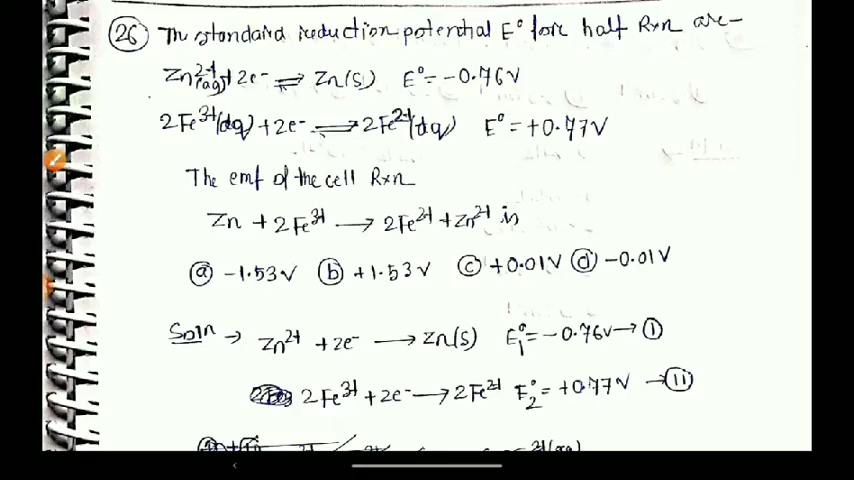 26 The standard reduction potential E° for half Rxn are-
Zn²⁺(aq)+2e⁻ ⇌ Zn(s) E°= -0.76V
2Fe³⁺(aq)+2e⁻ ⇌ 2Fe²⁺(aq) E°=+0.77V
The emf of the cell Rxn
Zn + 2Fe³⁺ → 2Fe²⁺ + Zn²⁺ is
(a) -1.53V (b) +1.53V (c) +0.01V (d) -0.01V
Soln → Zn²⁺ + 2e⁻ → Zn(s) E₁°= -0.76V → (i)
2Fe³⁺ + 2e⁻ → 2Fe²⁺ E₂° = +0.77V → (ii)